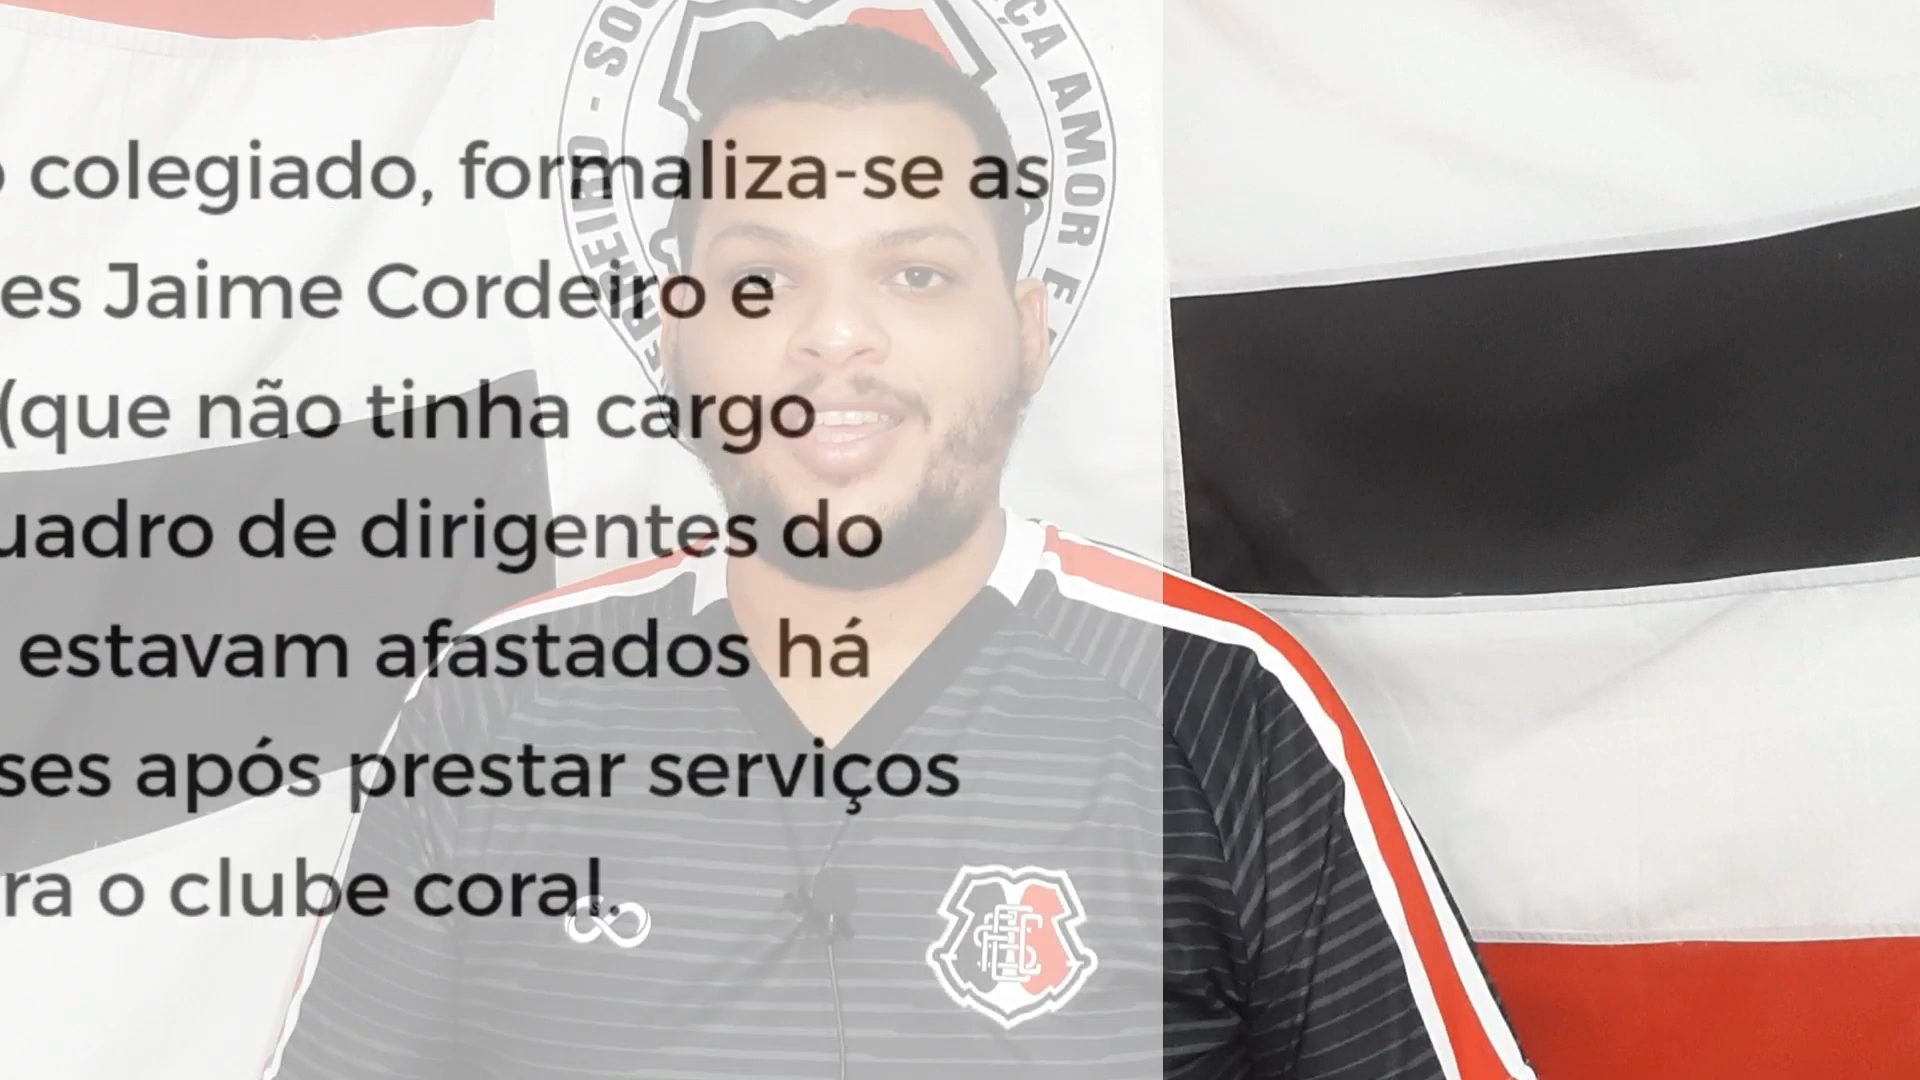 colegiado, formaliza-se as
es Jaime Cordeiro e
(que não tinha cargo
uadro de dirigentes do
estavam afastados há
ses após prestar serviços
ra o clube coral.
AMOR E